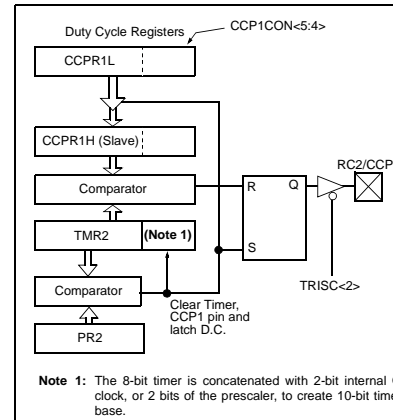 Duty Cycle Registers
CCP1CON<5:4>
CCPR1L
CCPR1H (Slave)
Comparator
R
Q
RC2/CCP
TMR2
(Note 1)
S
TRISC<2>
Comparator
Clear Timer,
CCP1 pin and
latch D.C.
PR2
Note 1: The 8-bit timer is concatenated with 2-bit internal
clock, or 2 bits of the prescaler, to create 10-bit time
base.